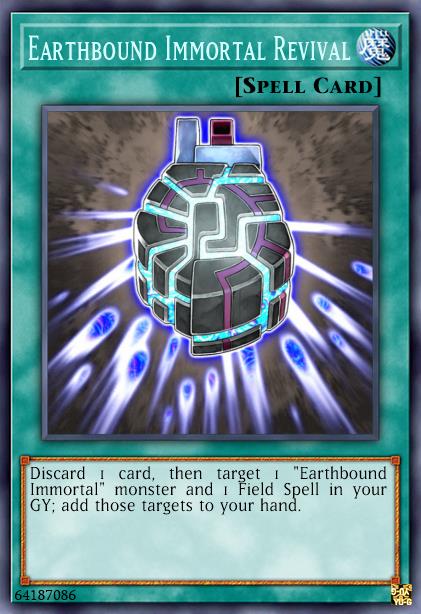 Earthbound Immortal Revival
魔
[Spell Card]
Discard 1 card, then target 1 "Earthbound
Immortal" monster and 1 Field Spell in your
GY; add those targets to your hand.
64187086